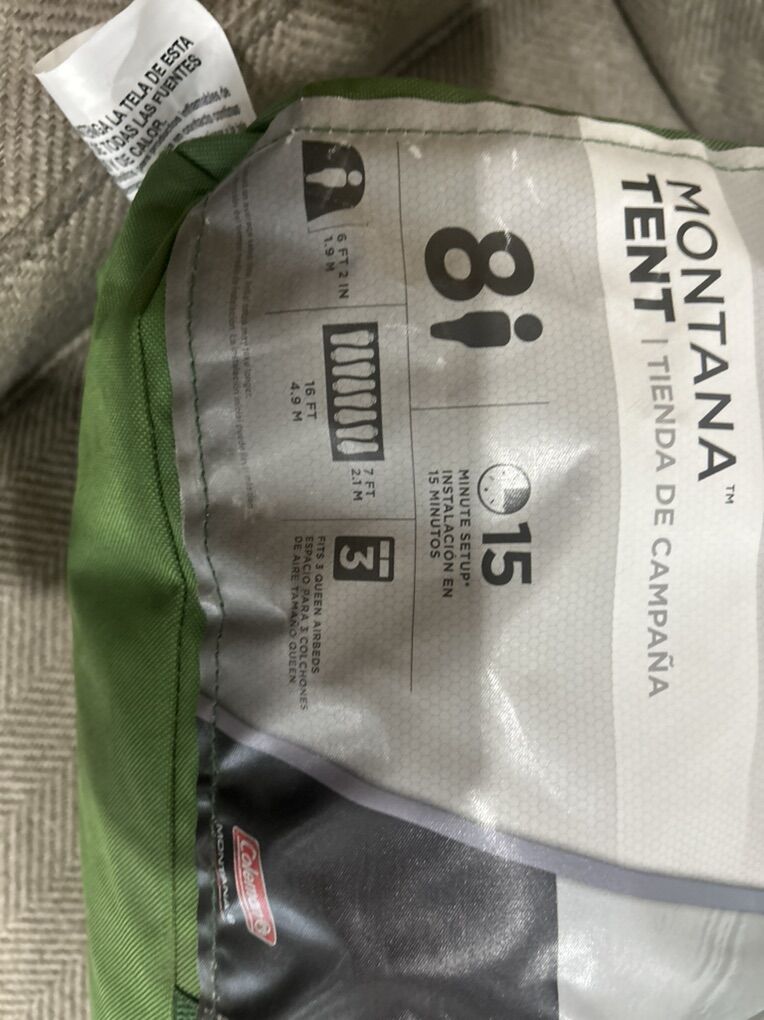 MONTANA™
TENT | TIENDA DE CAMPAÑA
8
15
MINUTE SETUP*
INSTALACIÓN EN
15 MINUTOS
6 FT 2 IN
1.9 M
16 FT
4.9 M
7 FT
2.1 M
3
FITS 3 QUEEN AIRBEDS
ESPACIO PARA 3 COLCHONES
DE AIRE TAMAÑO QUEEN
Coleman
MONTANA
LA TELA DE ESTA
TODAS LAS FUENTES
DE CALOR.